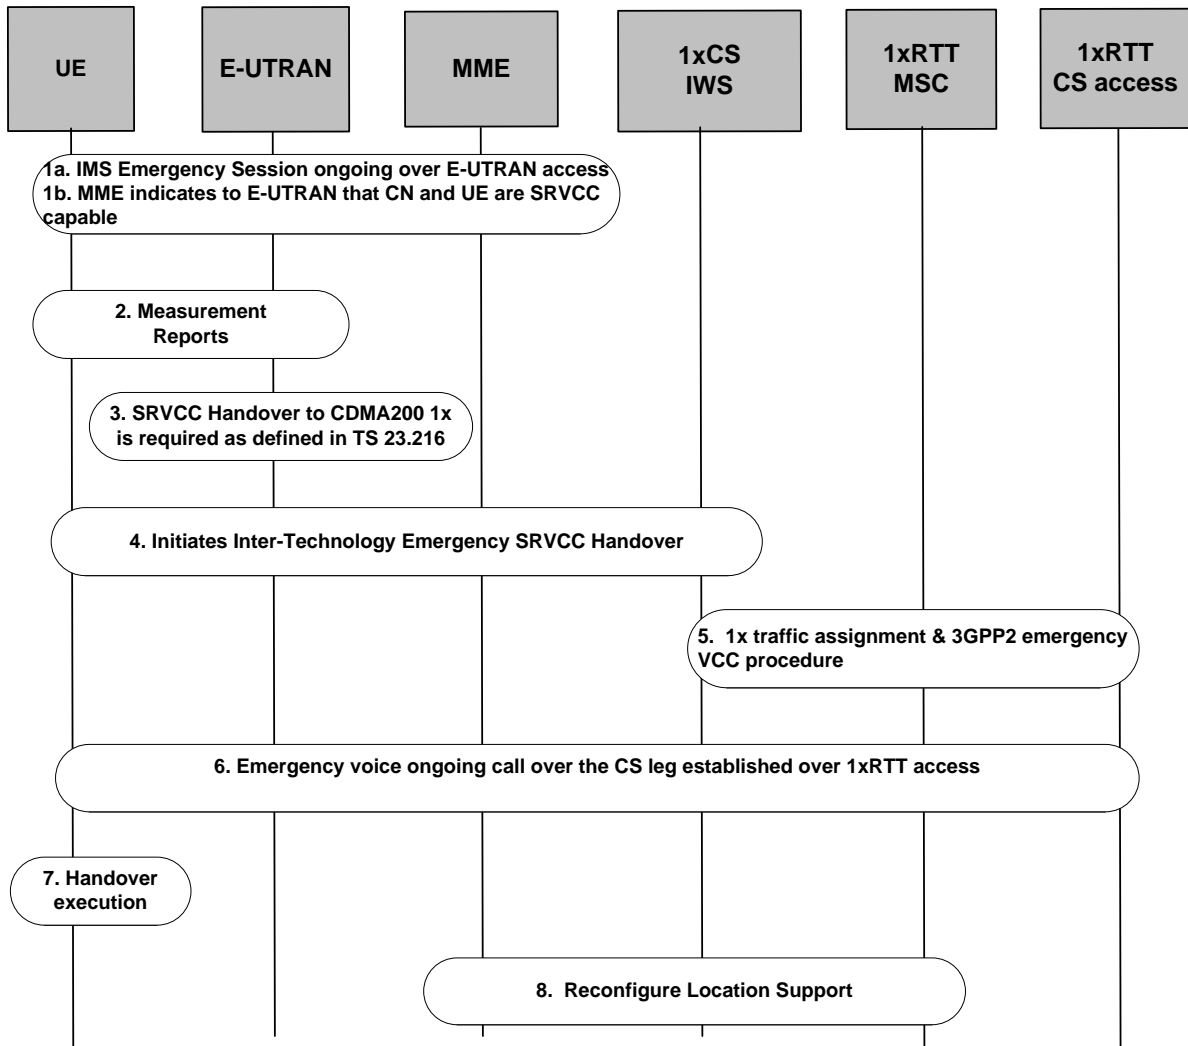 UE
E-UTRAN
MME
1xCS
IWS
1xRTT
MSC
1xRTT
CS access
1a. IMS Emergency Session ongoing over E-UTRAN access
1b. MME indicates to E-UTRAN that CN and UE are SRVCC
capable
2. Measurement
Reports
3. SRVCC Handover to CDMA200 1x
is required as defined in TS 23.216
4. Initiates Inter-Technology Emergency SRVCC Handover
5. 1x traffic assignment & 3GPP2 emergency
VCC procedure
6. Emergency voice ongoing call over the CS leg established over 1xRTT access
7. Handover
execution
8. Reconfigure Location Support